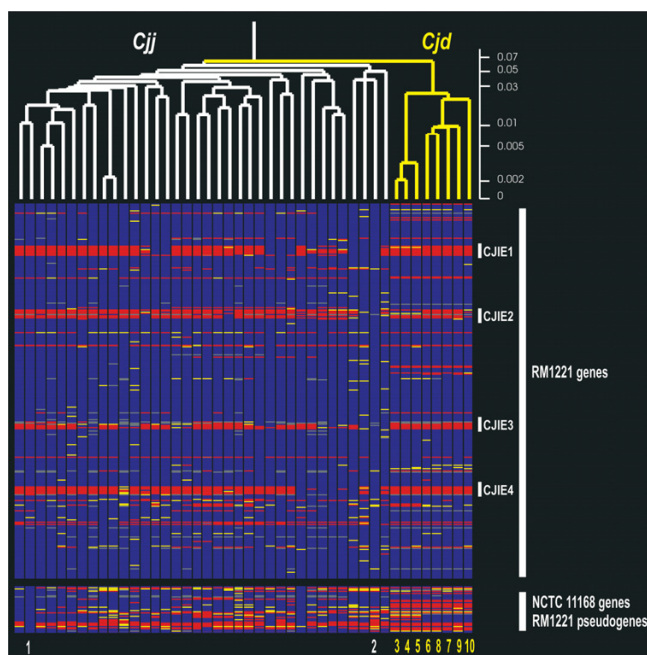 Cjj Cjd
0.07
0.05
0.03
0.01
0.005
0.002
0
CJIE1
CJIE2
RM1221 genes
CJIE3
CJIE4
NCTC 11168 genes
RM1221 pseudogenes
1 2 3 4 5 6 8 7 9 10